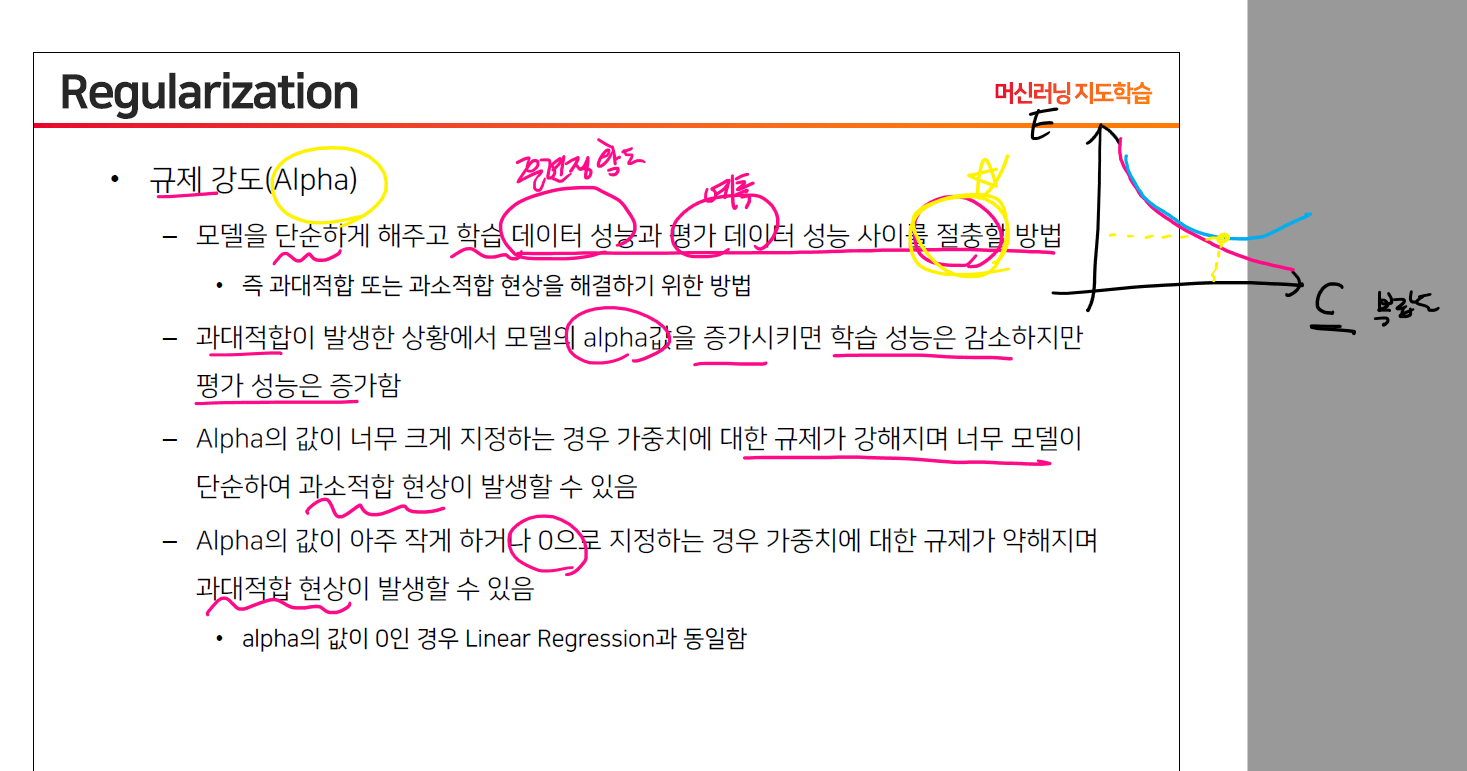 Regularization
머신러닝 지도학습
E
• 규제 강도(Alpha)
예측
– 모델을 단순하게 해주고 학습 데이터 성능과 평가 데이터 성능 사이를 절충할 방법
• 즉 과대적합 또는 과소적합 현상을 해결하기 위한 방법
C 복잡도
– 과대적합이 발생한 상황에서 모델의 alpha값을 증가시키면 학습 성능은 감소하지만
평가 성능은 증가함
– Alpha의 값이 너무 크게 지정하는 경우 가중치에 대한 규제가 강해지며 너무 모델이
단순하여 과소적합 현상이 발생할 수 있음
– Alpha의 값이 아주 작게 하거나 0으로 지정하는 경우 가중치에 대한 규제가 약해지며
과대적합 현상이 발생할 수 있음
• alpha의 값이 0인 경우 Linear Regression과 동일함